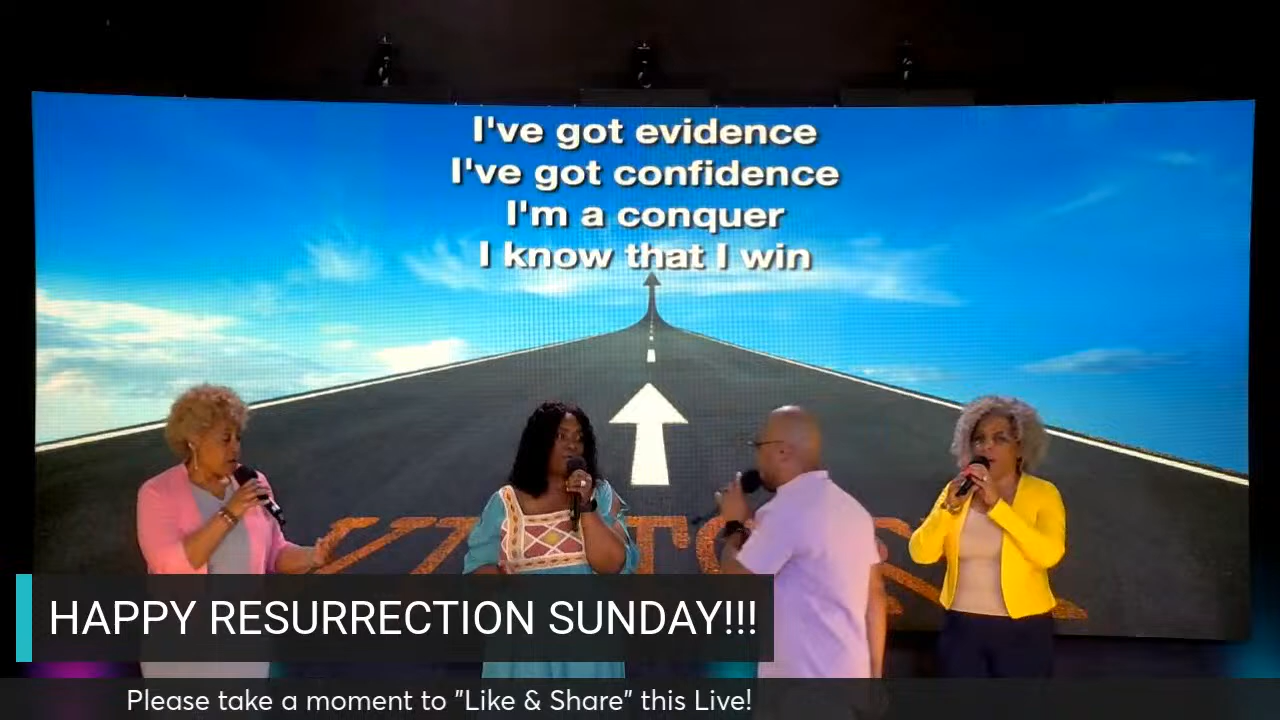 I've got evidence
I've got confidence
I'm a conquer
I know that I win
HAPPY RESURRECTION SUNDAY!!!
Please take a moment to "Like & Share" this Live!